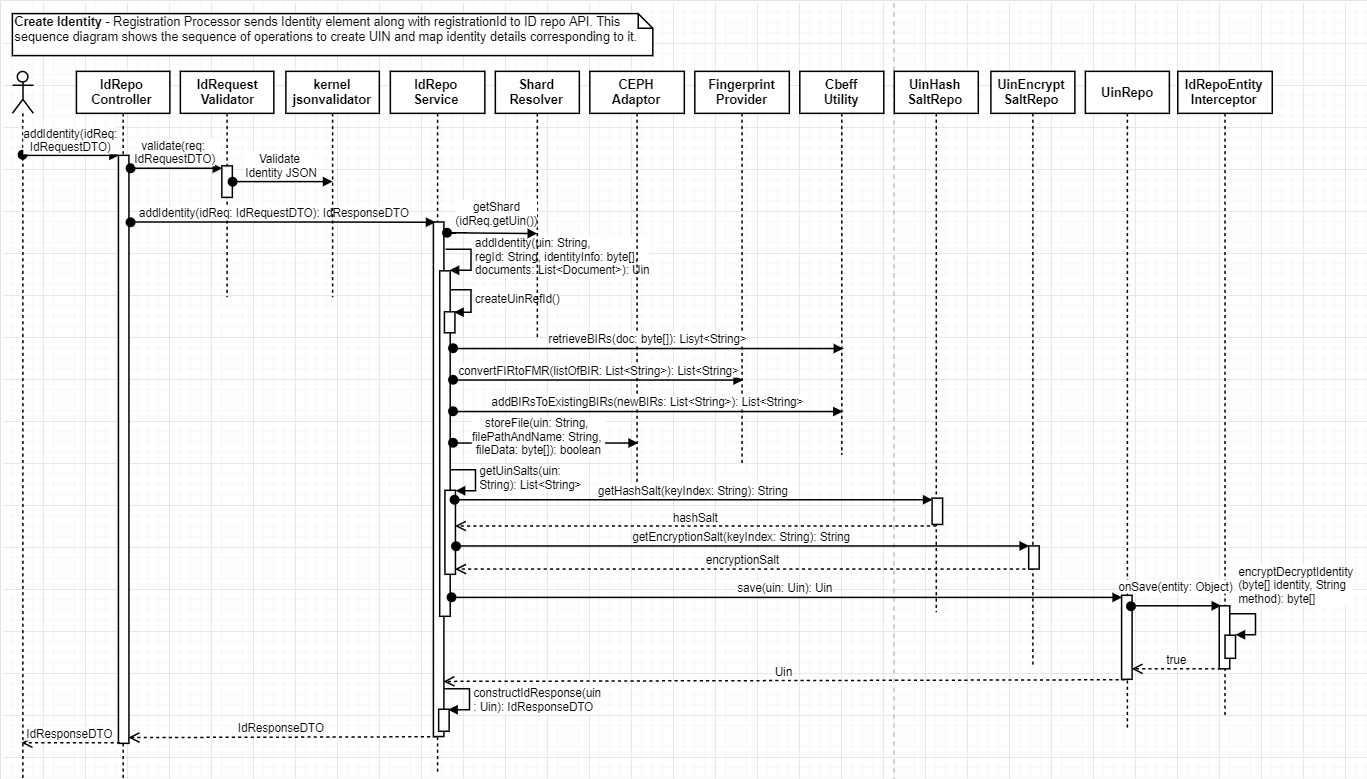 Create Identity - Registration Processor sends Identity element along with registrationId to ID repo API. This
sequence diagram shows the sequence of operations to create UIN and map identity details corresponding to it.
IdRepo
Controller
IdRequest
Validator
kernel
jsonvalidator
IdRepo
Service
Shard
Resolver
CEPH
Adaptor
Fingerprint
Provider
Cbeff
Utility
UinHash
SaltRepo
UinEncrypt
SaltRepo
UinRepo
IdRepoEntity
Interceptor
addIdentity(idReq:
IdRequestDTO)
validate(req:
IdRequestDTO)
Validate
Identity JSON
addIdentity(idReq: IdRequestDTO): IdResponseDTO
getShard
(idReq.getUin())
addIdentity(uin: String,
regId: String, identityInfo: byte[]
documents: List<Document>): Uin
createUinRefId()
retrieveBIRs(doc: byte[]): Lisyt<String>
convertFIRtoFMR(listOfBIR: List<String>): List<String>
addBIRsToExistingBIRs(newBIRs: List<String>): List<String>
storeFile(uin: String,
filePathAndName: String,
fileData: byte[]): boolean
getUinSalts(uin:
String): List<String>
getHashSalt(keyIndex: String): String
hashSalt
getEncryptionSalt(keyIndex: String): String
encryptionSalt
save(uin: Uin): Uin
onSave(entity: Object)
encryptDecryptIdentity
(byte[] identity, String
method): byte[]
true
Uin
constructIdResponse(uin
: Uin): IdResponseDTO
IdResponseDTO
IdResponseDTO